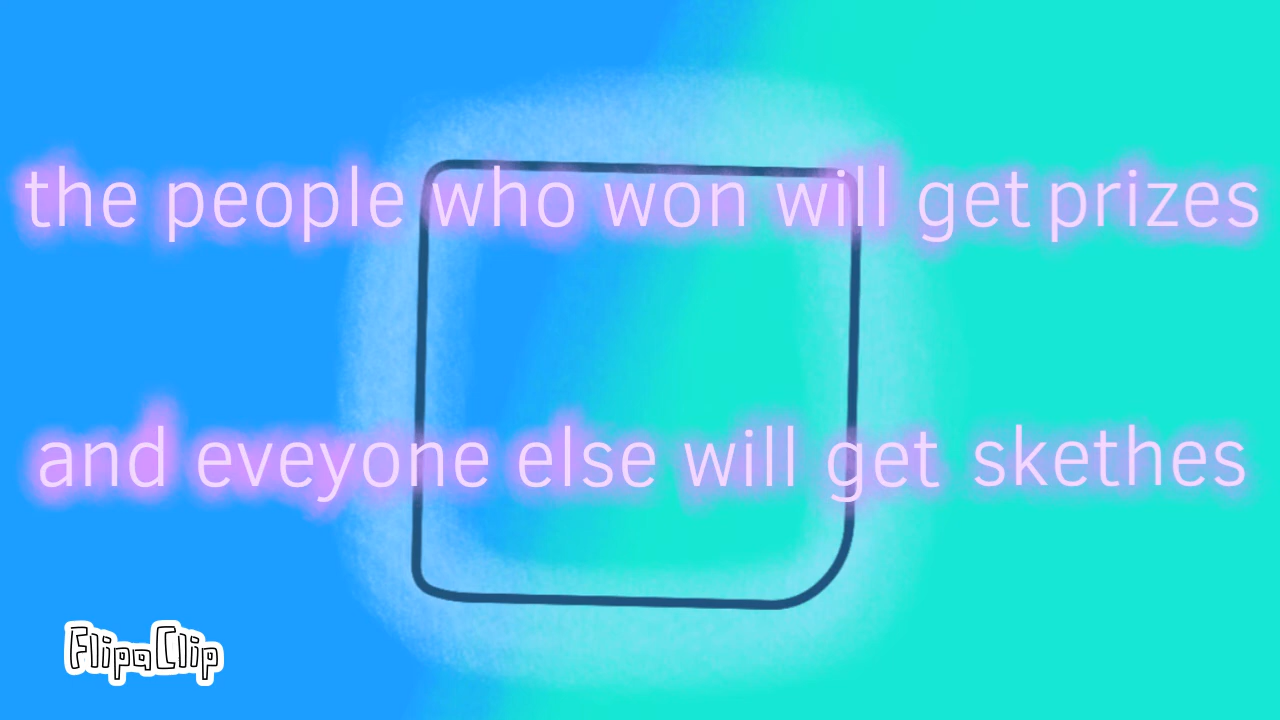 the people who won will get prizes
and eveyone else will get skethes
FlipaClip